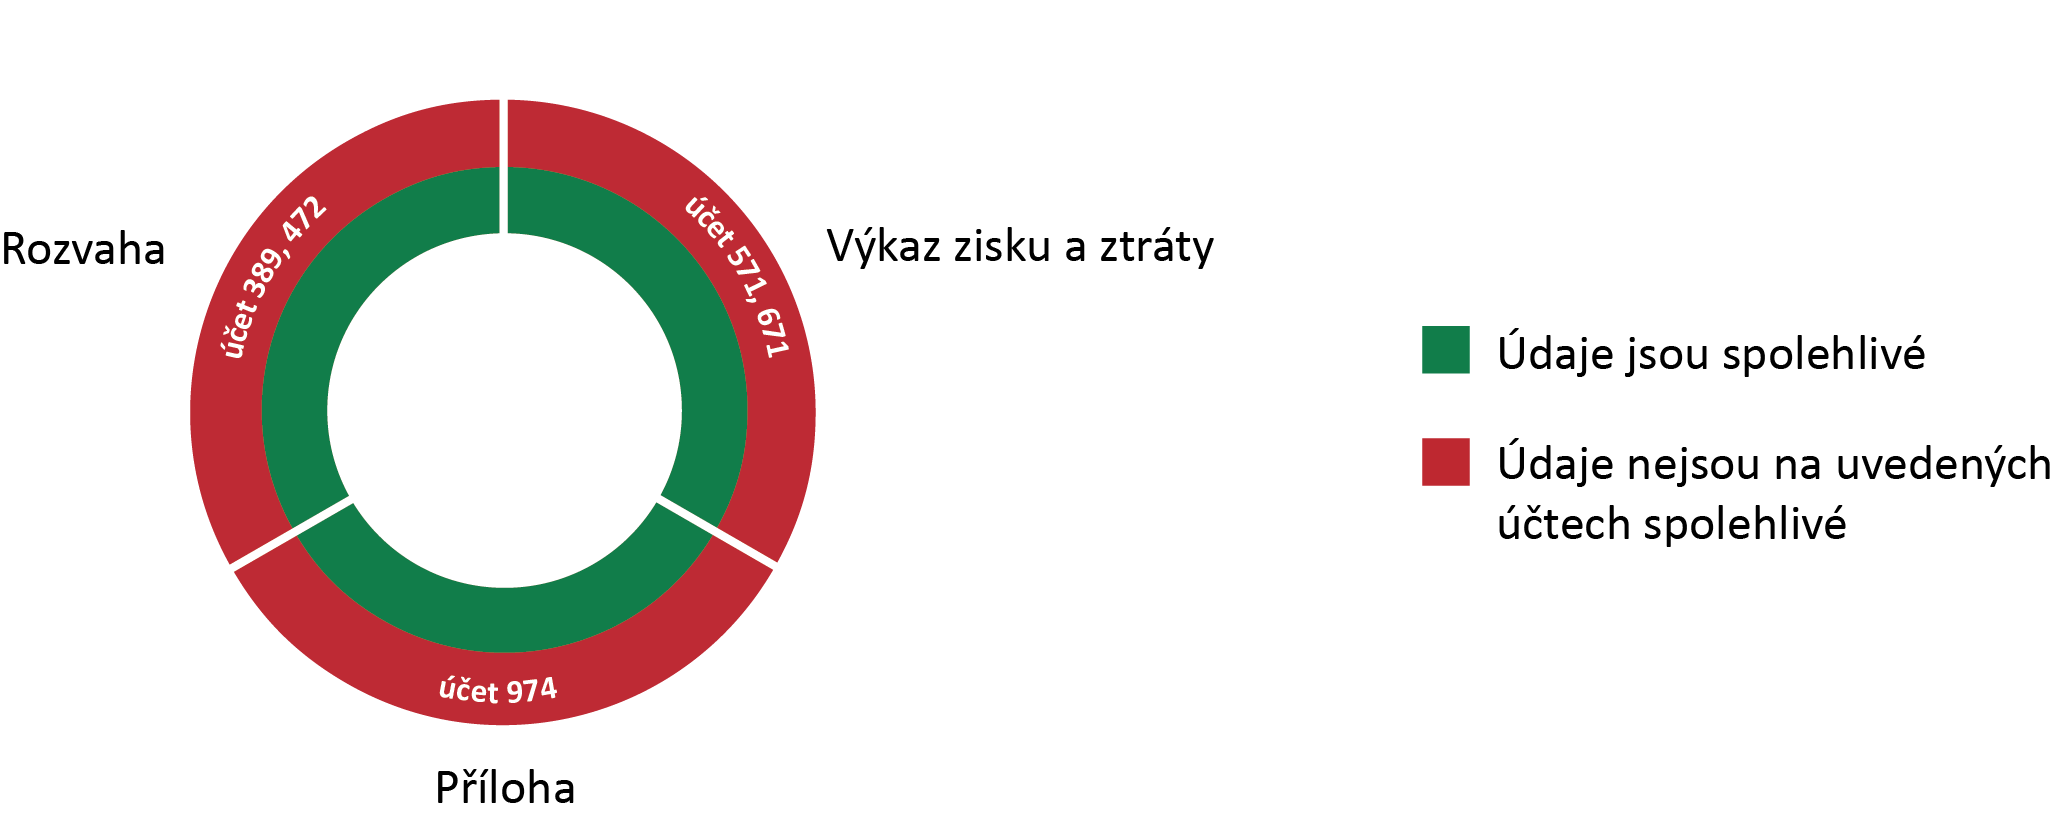 Rozvaha
účet 389, 472
účet 571, 671
Výkaz zisku a ztráty
účet 974
Příloha
Údaje jsou spolehlivé
Údaje nejsou na uvedených
účtech spolehlivé